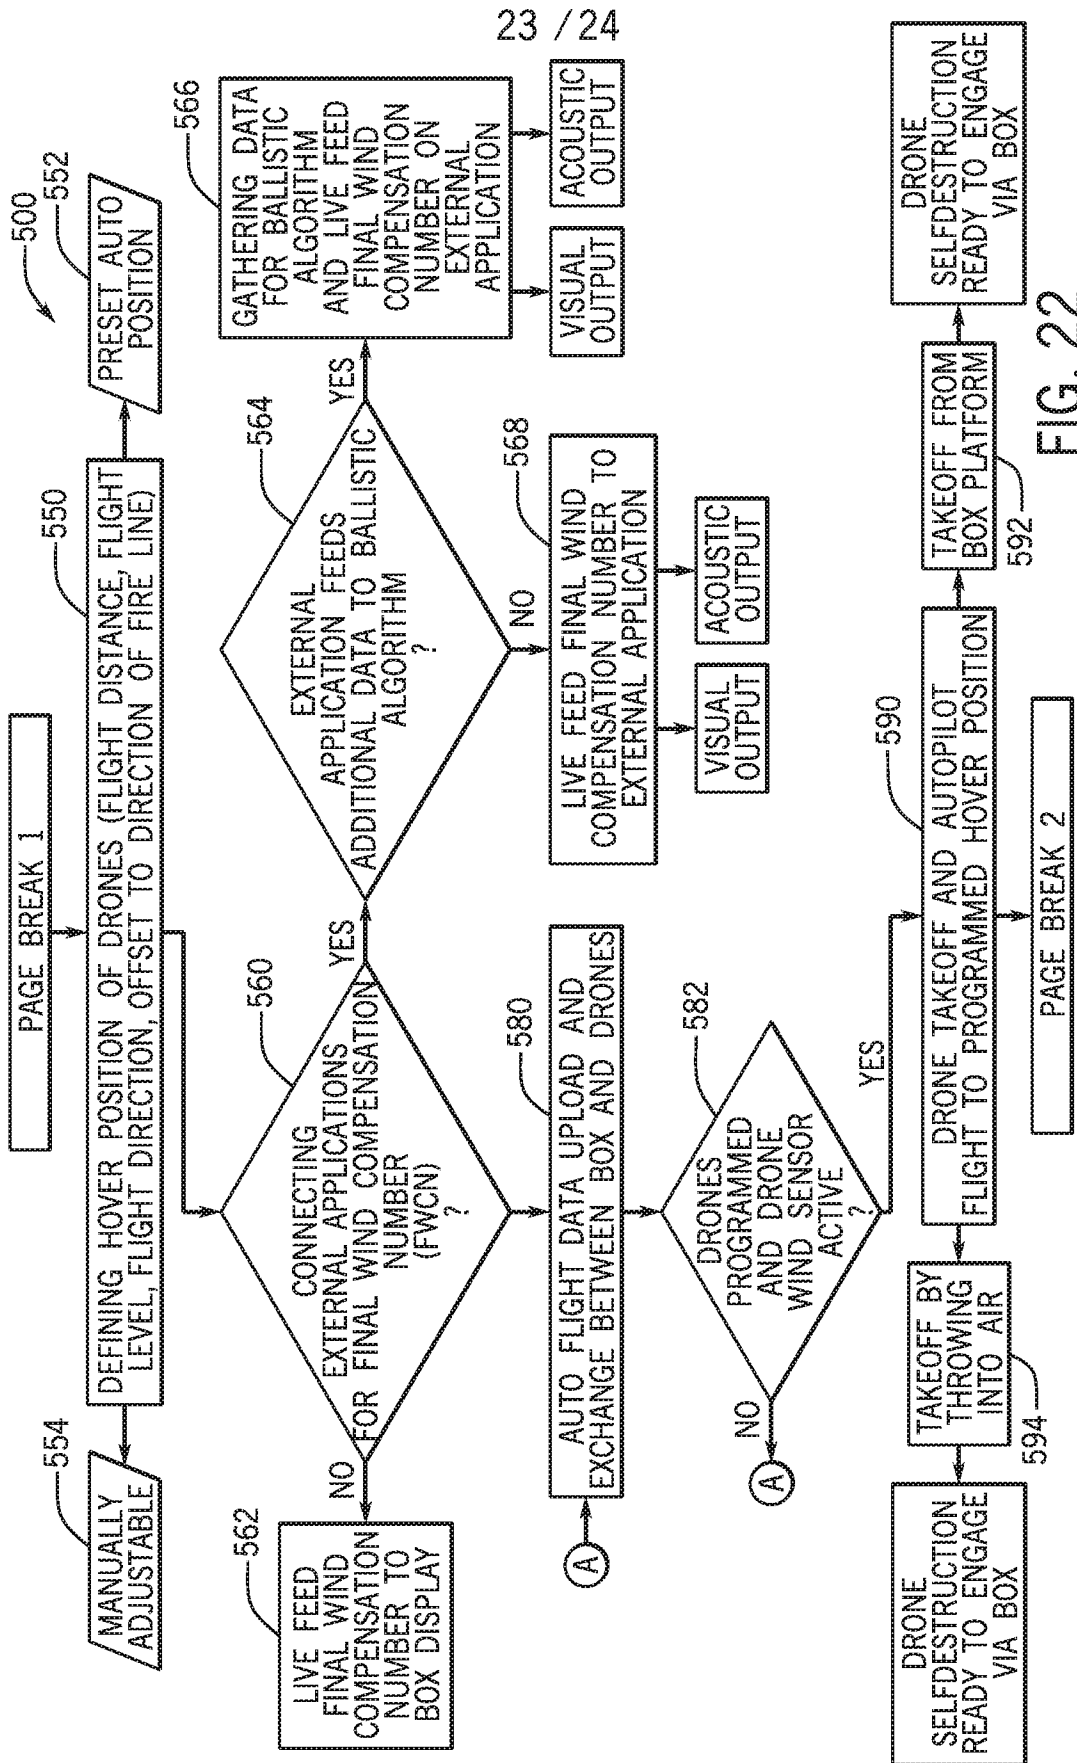 23 / 24
PAGE BREAK 1
500
554
MANUALLY
ADJUSTABLE
550
DEFINING HOVER POSITION OF DRONES (FLIGHT DISTANCE, FLIGHT
LEVEL, FLIGHT DIRECTION, OFFSET TO DIRECTION OF FIRE LINE)
552
PRESET AUTO
POSITION
562
LIVE FEED
FINAL WIND
COMPENSATION
NUMBER TO
BOX DISPLAY
NO
560
CONNECTING
EXTERNAL APPLICATIONS
FOR FINAL WIND COMPENSATION
NUMBER
(FWCN)
?
YES
564
EXTERNAL
APPLICATION FEEDS
ADDITIONAL DATA TO BALLISTIC
ALGORITHM
?
YES
566
GATHERING DATA
FOR BALLISTIC
ALGORITHM
AND LIVE FEED
FINAL WIND
COMPENSATION
NUMBER ON
EXTERNAL
APPLICATION
VISUAL
OUTPUT
ACOUSTIC
OUTPUT
NO
568
LIVE FEED FINAL WIND
COMPENSATION NUMBER TO
EXTERNAL APPLICATION
VISUAL
OUTPUT
ACOUSTIC
OUTPUT
A
580
AUTO FLIGHT DATA UPLOAD AND
EXCHANGE BETWEEN BOX AND DRONES
582
DRONES
PROGRAMMED
AND DRONE
WIND SENSOR
ACTIVE
?
NO
A
YES
590
DRONE TAKEOFF AND AUTOPILOT
FLIGHT TO PROGRAMMED HOVER POSITION
DRONE
SELFDESTRUCTION
READY TO ENGAGE
VIA BOX
TAKEOFF BY
THROWING
INTO AIR
594
TAKEOFF FROM
BOX PLATFORM
592
DRONE
SELFDESTRUCTION
READY TO ENGAGE
VIA BOX
PAGE BREAK 2
FIG. 22